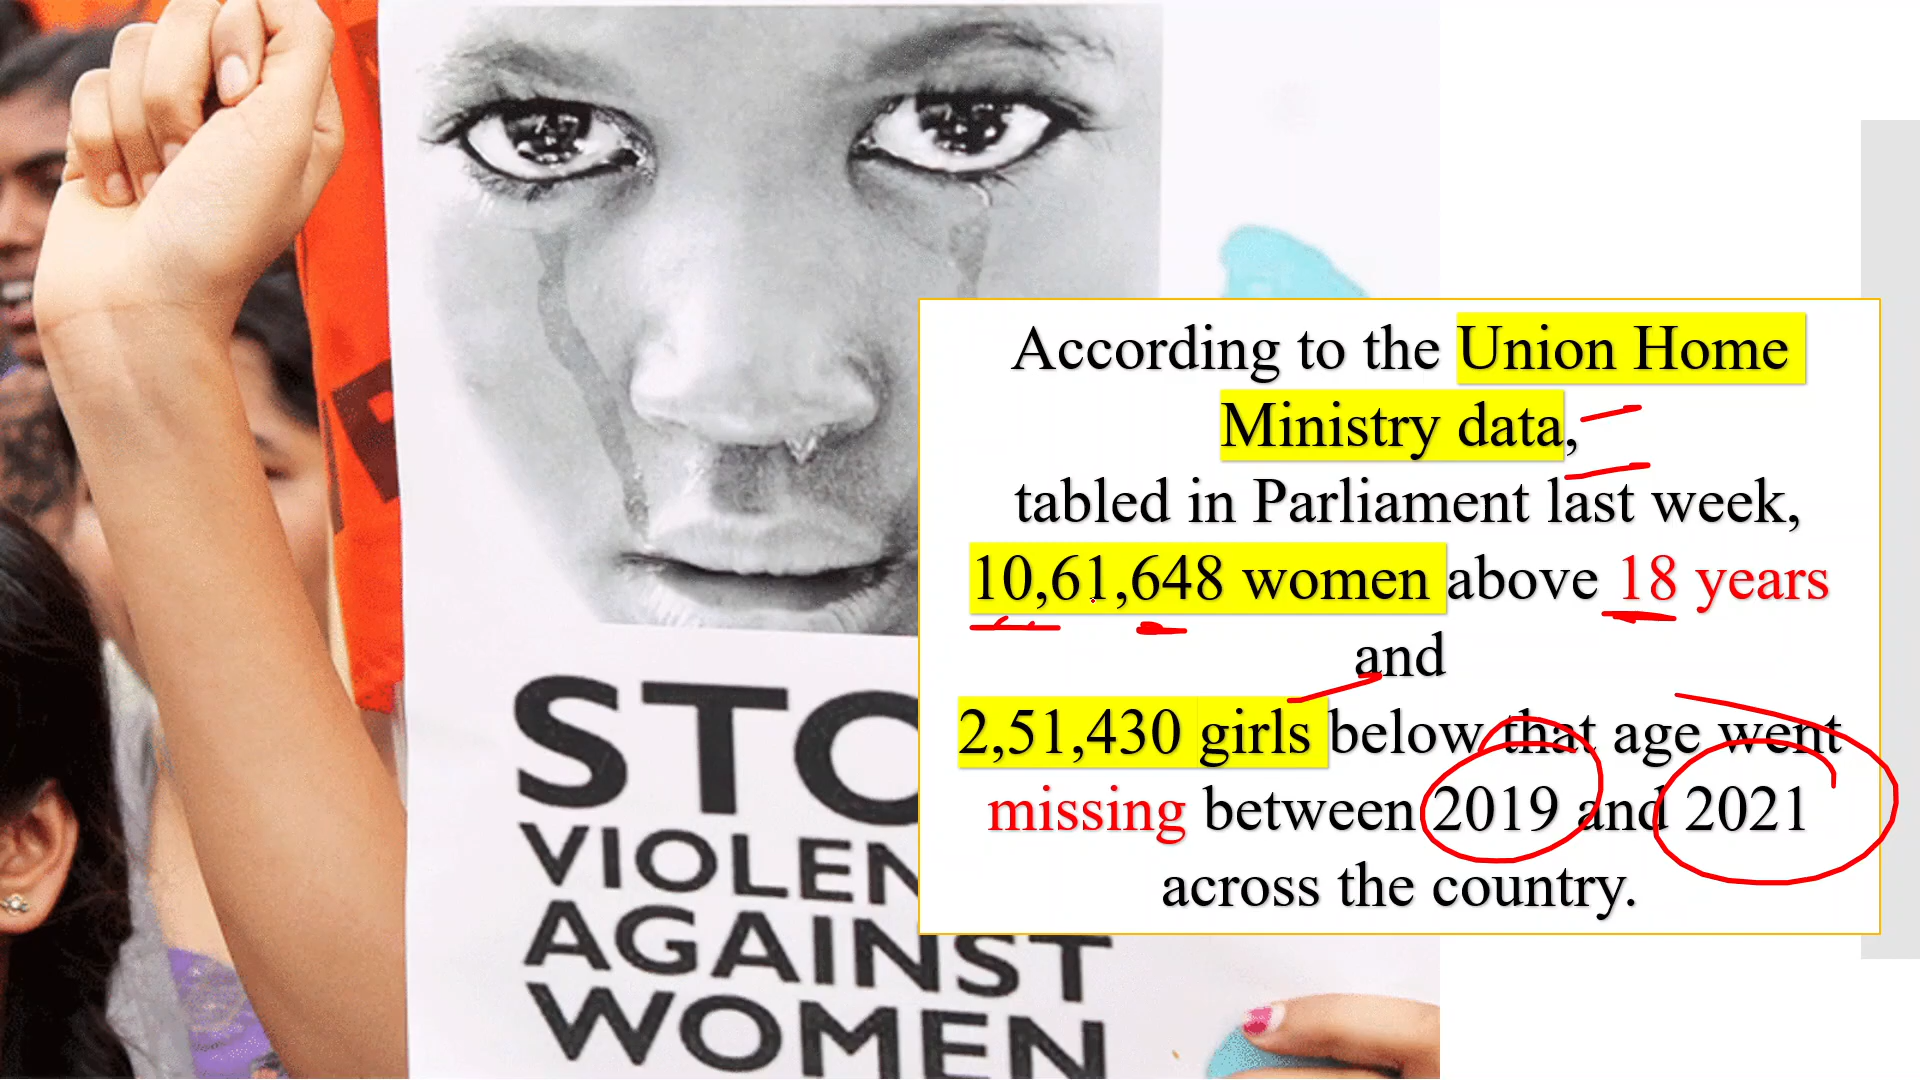 According to the Union Home
Ministry data,
tabled in Parliament last week,
10,61,648 women above 18 years
and
2,51,430 girls below that age went
missing between 2019 and 2021
across the country.
VIOLEN
AGAINST
WOMEN